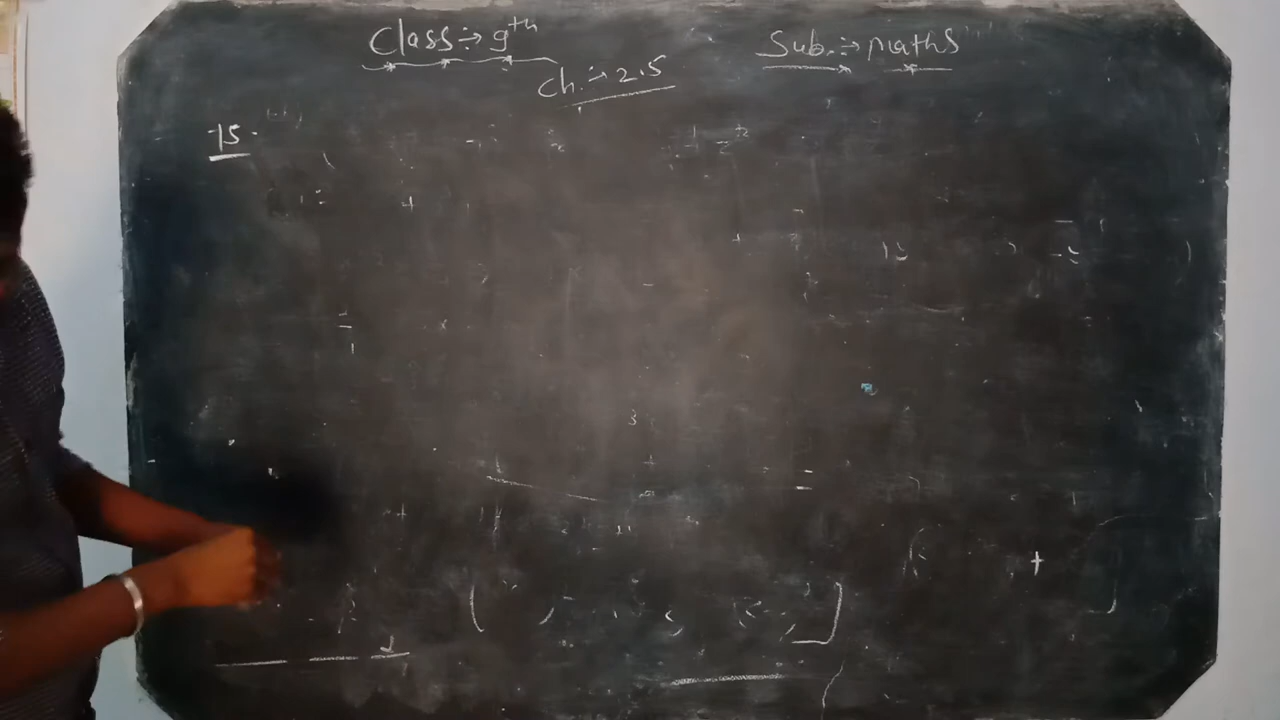 Class :→ 9th
Sub. :→ Maths
Ch. :→ 2.5
15.